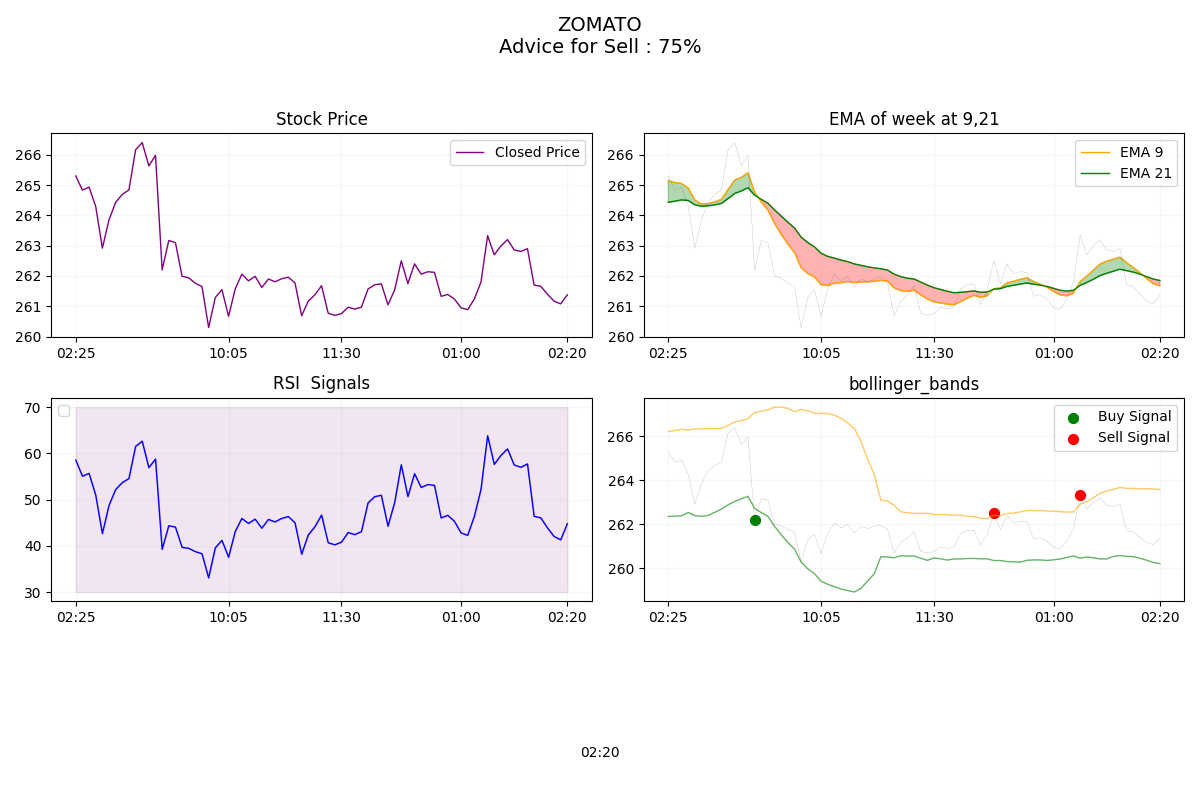 ZOMATO
Advice for Sell : 75%
Stock Price
Closed Price
266
265
264
263
262
261
260
02:25 10:05 11:30 01:00 02:20
EMA of week at 9,21
EMA 9
EMA 21
266
265
264
263
262
261
260
02:25 10:05 11:30 01:00 02:20
RSI  Signals
70
60
50
40
30
02:25 10:05 11:30 01:00 02:20
bollinger_bands
Buy Signal
Sell Signal
266
264
262
260
02:25 10:05 11:30 01:00 02:20
02:20